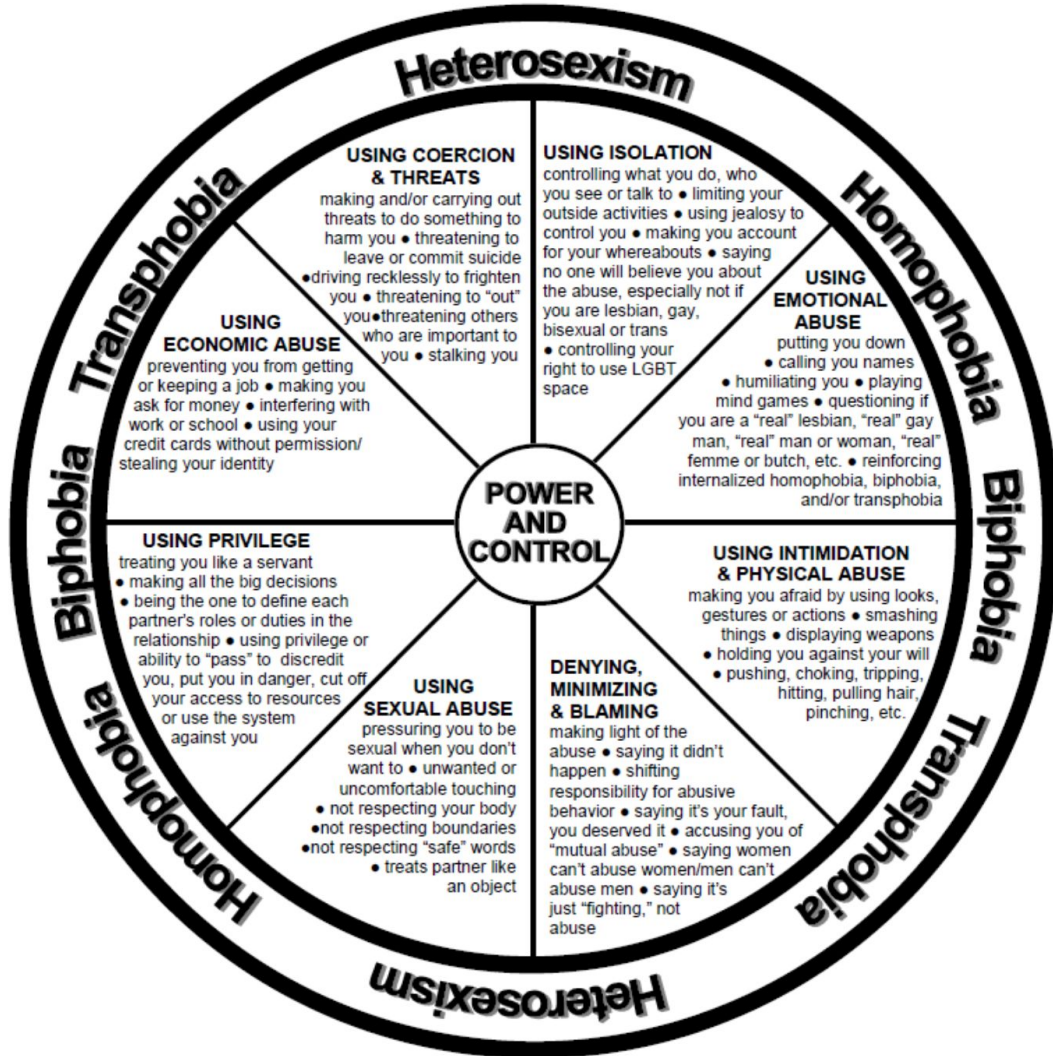 Heterosexism
Homophobia
Biphobia
Transphobia
Heterosexism
Homophobia
Biphobia
Transphobia
USING COERCION
& THREATS
making and/or carrying out
threats to do something to
harm you ● threatening to
leave or commit suicide
●driving recklessly to frighten
you ● threatening to “out”
you●threatening others
who are important to
you ● stalking you
USING ISOLATION
controlling what you do, who
you see or talk to ● limiting your
outside activities ● using jealosy to
control you ● making you account
for your whereabouts ● saying
no one will believe you about
the abuse, especially not if
you are lesbian, gay,
bisexual or trans
● controlling your
right to use LGBT
space
USING
EMOTIONAL
ABUSE
putting you down
● calling you names
● humiliating you ● playing
mind games ● questioning if
you are a “real” lesbian, “real” gay
man, “real” man or woman, “real”
femme or butch, etc. ● reinforcing
internalized homophobia, biphobia,
and/or transphobia
USING INTIMIDATION
& PHYSICAL ABUSE
making you afraid by using looks,
gestures or actions ● smashing
things ● displaying weapons
● holding you against your will
● pushing, choking, tripping,
hitting, pulling hair,
pinching, etc.
DENYING,
MINIMIZING
& BLAMING
making light of the
abuse ● saying it didn’t
happen ● shifting
responsibility for abusive
behavior ● saying it’s your fault,
you deserved it ● accusing you of
“mutual abuse” ● saying women
can’t abuse women/men can’t
abuse men ● saying it’s
just “fighting,” not
abuse
USING
SEXUAL ABUSE
pressuring you to be
sexual when you don’t
want to ● unwanted or
uncomfortable touching
● not respecting your body
●not respecting boundaries
●not respecting “safe” words
● treats partner like
an object
USING PRIVILEGE
treating you like a servant
● making all the big decisions
● being the one to define each
partner's roles or duties in the
relationship ● using privilege or
ability to “pass” to discredit
you, put you in danger, cut off
your access to resources
or use the system
against you
USING
ECONOMIC ABUSE
preventing you from getting
or keeping a job ● making you
ask for money ● interfering with
work or school ● using your
credit cards without permission/
stealing your identity
POWER
AND
CONTROL